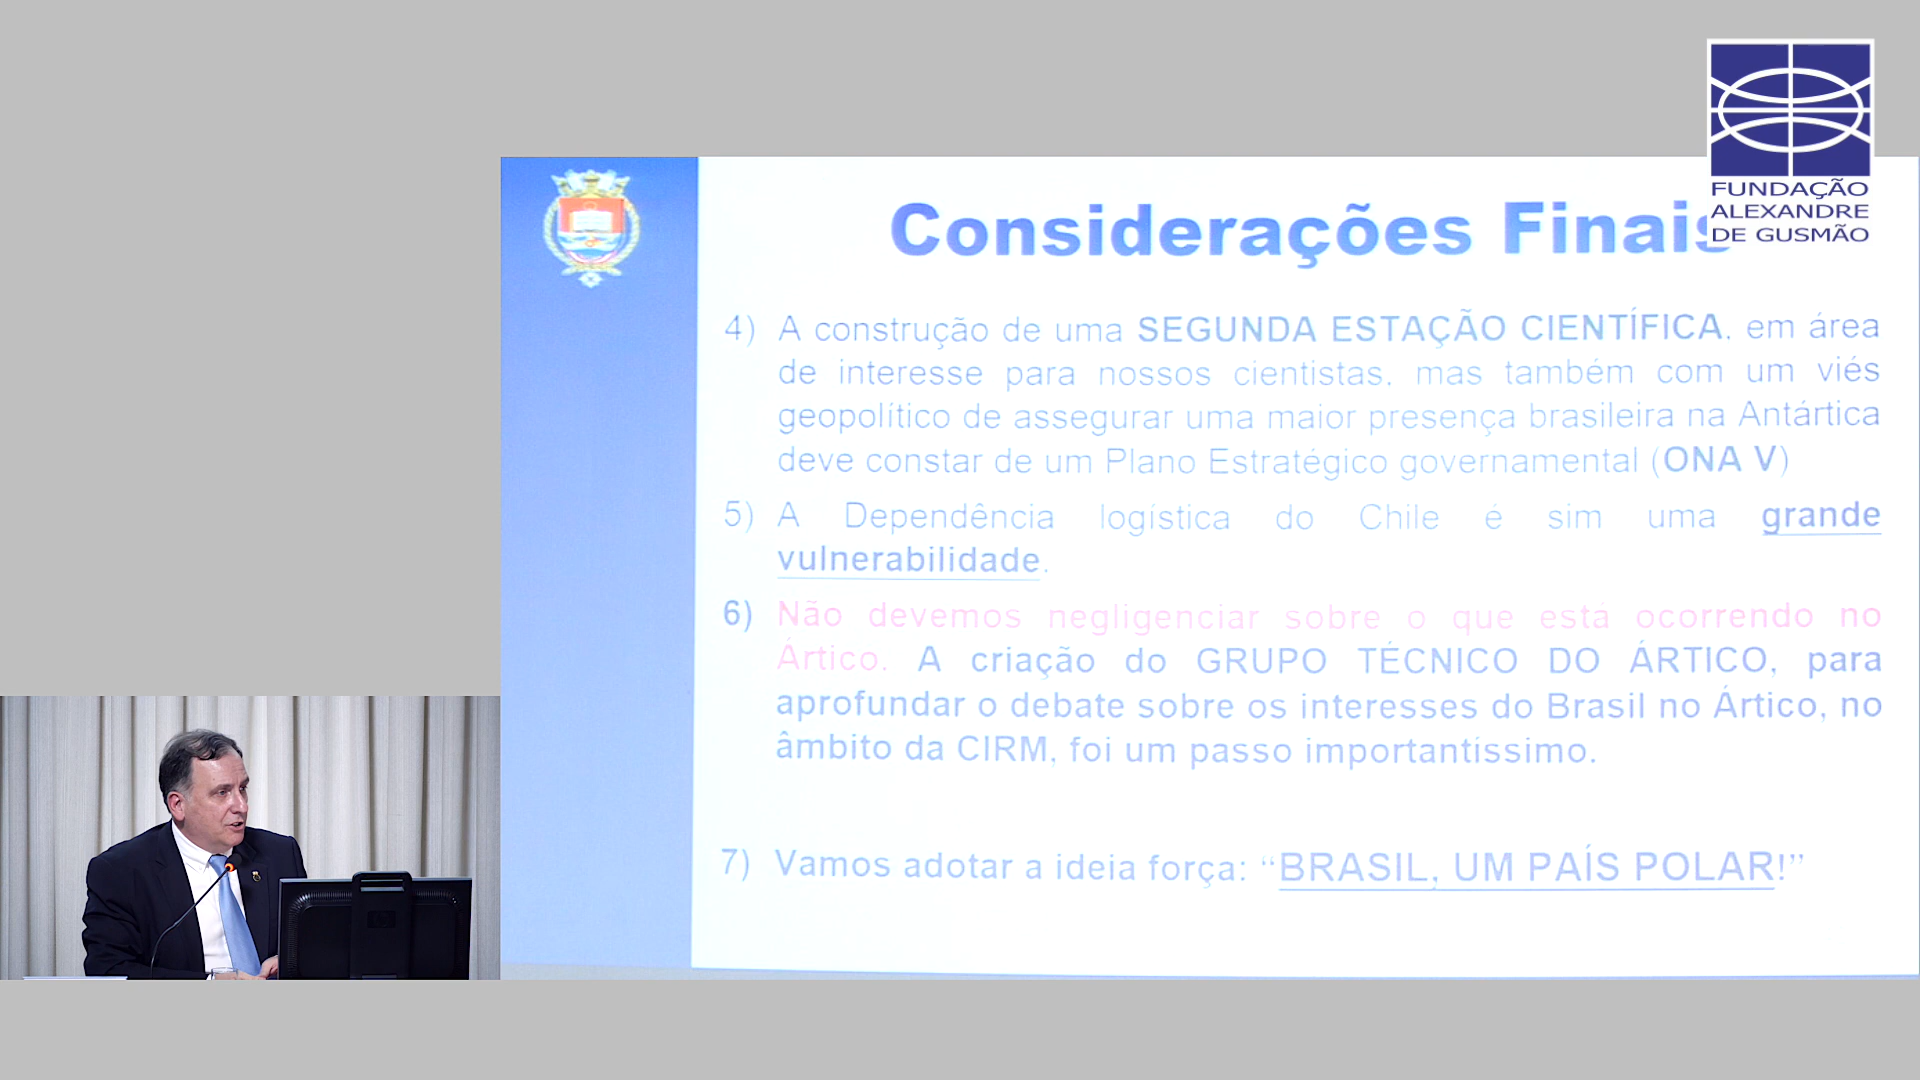 FUNDAÇÃO
ALEXANDRE
DE GUSMÃO
Considerações Finais
4) A construção de uma SEGUNDA ESTAÇÃO CIENTÍFICA, em área
de interesse para nossos cientistas, mas também com um viés
geopolítico de assegurar uma maior presença brasileira na Antártica
deve constar de um Plano Estratégico governamental (ONA V)
5) A Dependência logística do Chile é sim uma grande
vulnerabilidade.
6) Não devemos negligenciar sobre o que está ocorrendo no
Ártico. A criação do GRUPO TÉCNICO DO ÁRTICO, para
aprofundar o debate sobre os interesses do Brasil no Ártico, no
âmbito da CIRM, foi um passo importantíssimo.
7) Vamos adotar a ideia força: “BRASIL, UM PAÍS POLAR!”